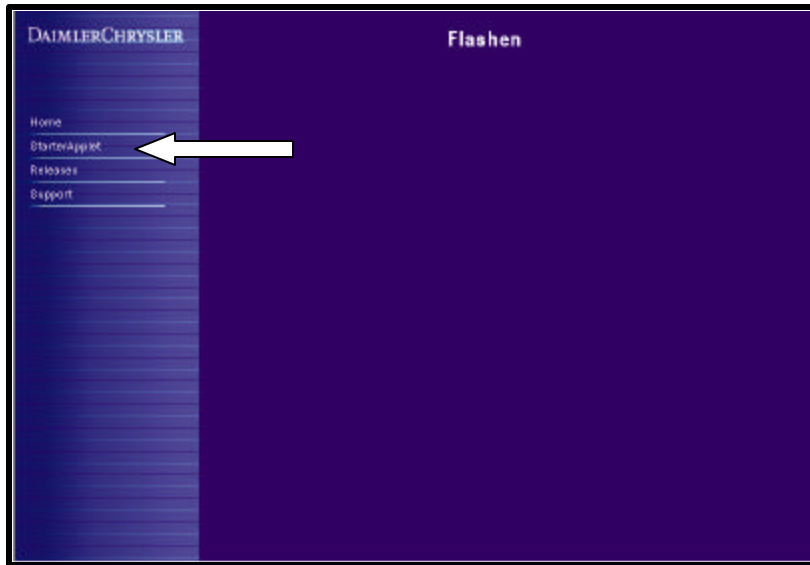 DAIMLERCHRYSLER
Flashen
Home
StarterApplet
Releases
Support